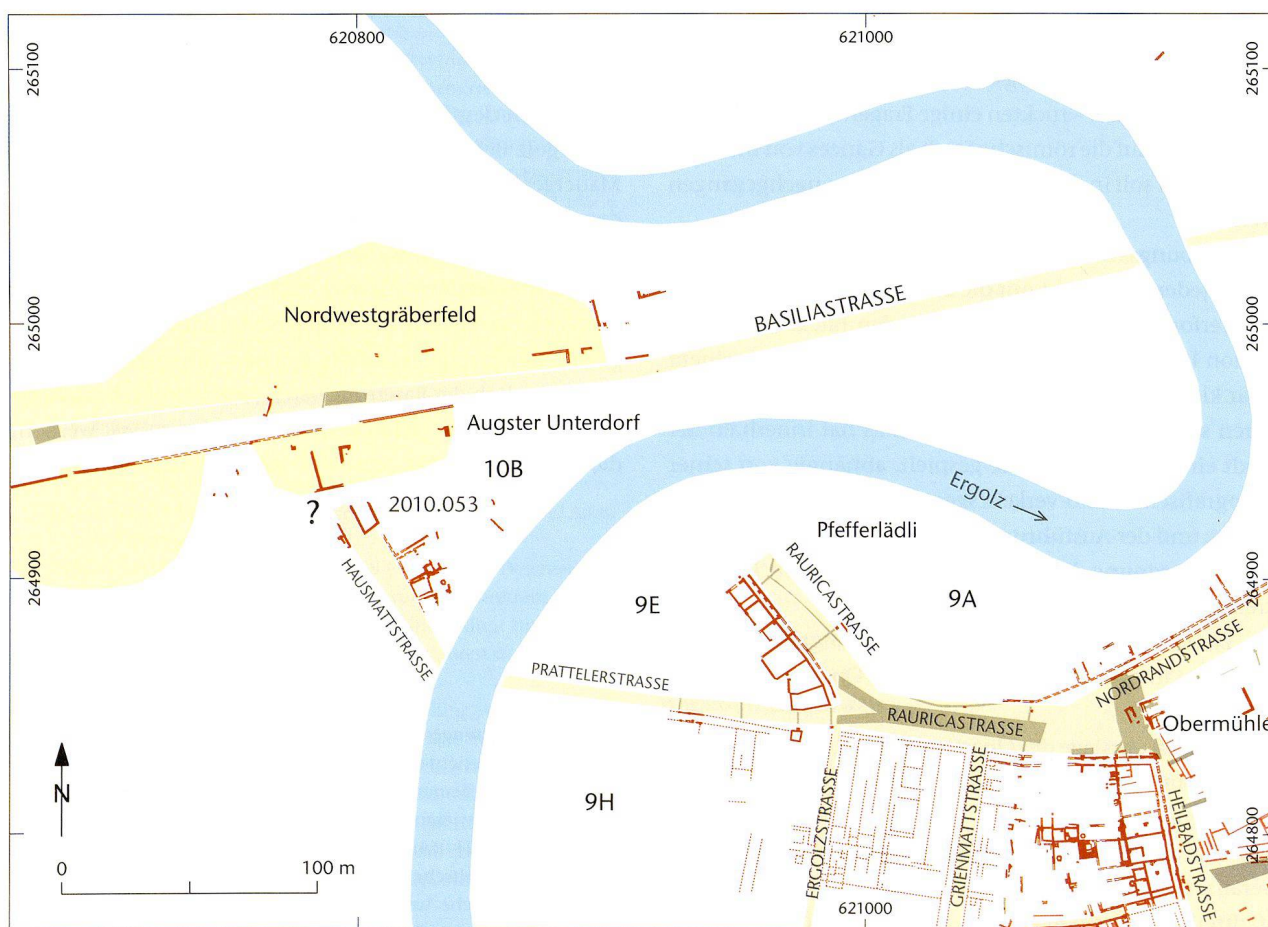 620800
621000
265100
265100
Nordwestgräberfeld
BASILIASTRASSE
265000
265000
Augster Unterdorf
10B
Ergolz
2010.053
?
Pfefferlädli
HAUSMATTSTRASSE
RAURICASTRASSE
264900
264900
9E
9A
PRATTELERSTRASSE
NORDRANDSTRASSE
RAURICASTRASSE
Obermühle
N
9H
ERGOLZSTRASSE
GRIENMATTSTRASSE
HEILBADSTRASSE
264800
0
100 m
621000